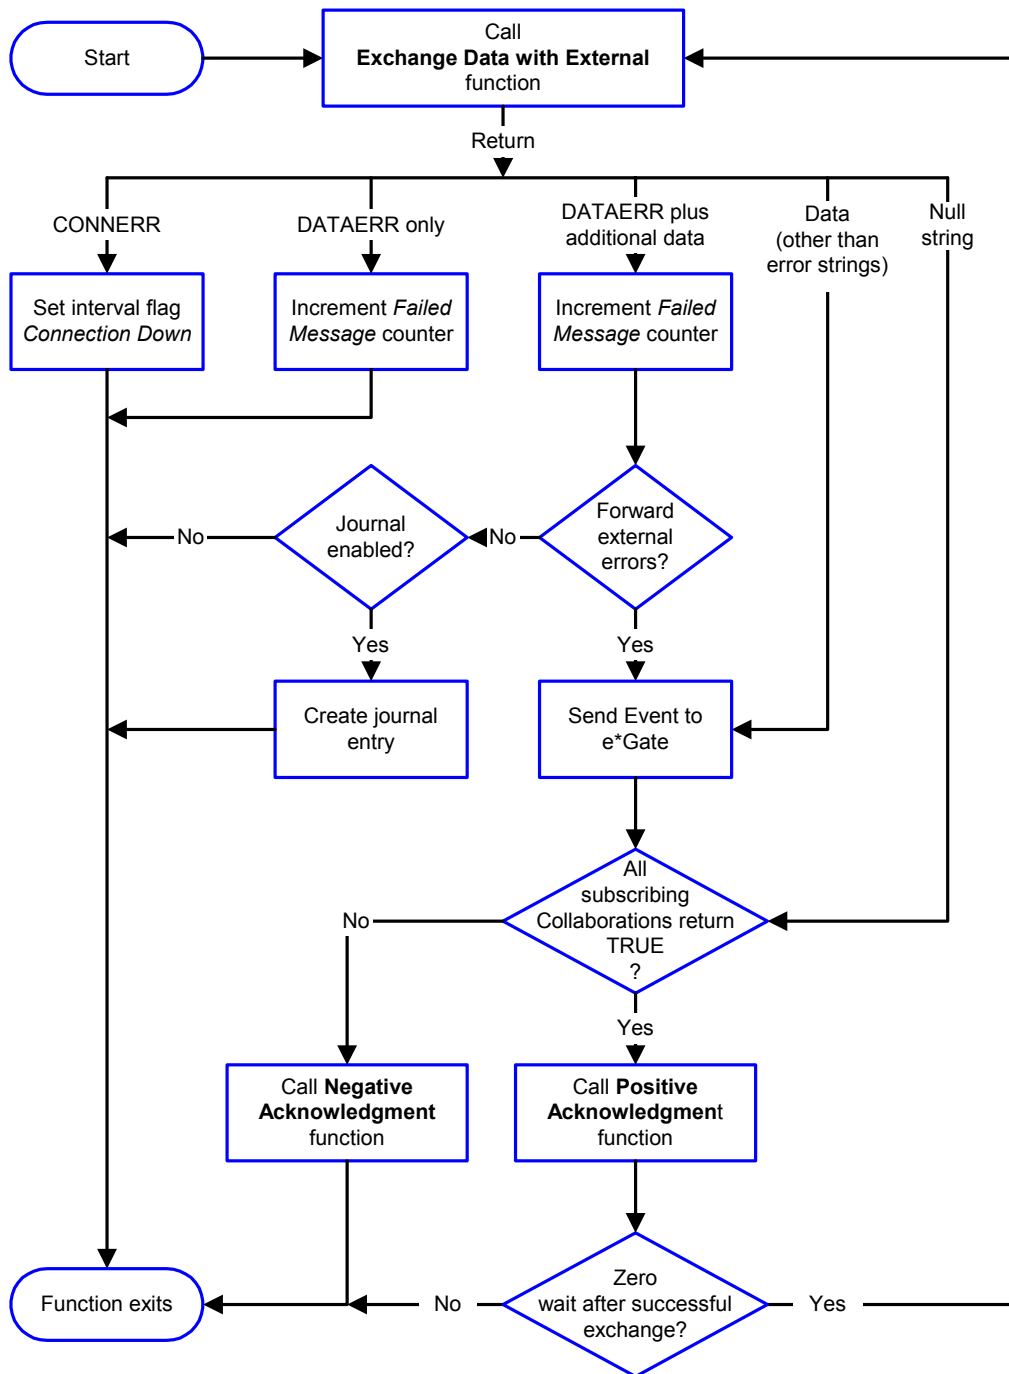 Start
Call
Exchange Data with External
function
Return
CONNERR
DATAERR only
DATAERR plus
additional data
Data
(other than
error strings)
Null
string
Set interval flag
Connection Down
Increment Failed
Message counter
Increment Failed
Message counter
Journal
enabled?
Forward
external
errors?
No
No
Yes
Yes
Create journal
entry
Send Event to
e*Gate
All
subscribing
Collaborations return
TRUE
?
No
Yes
Call Negative
Acknowledgment
function
Call Positive
Acknowledgment
function
Zero
wait after successful
exchange?
Function exits
No
Yes